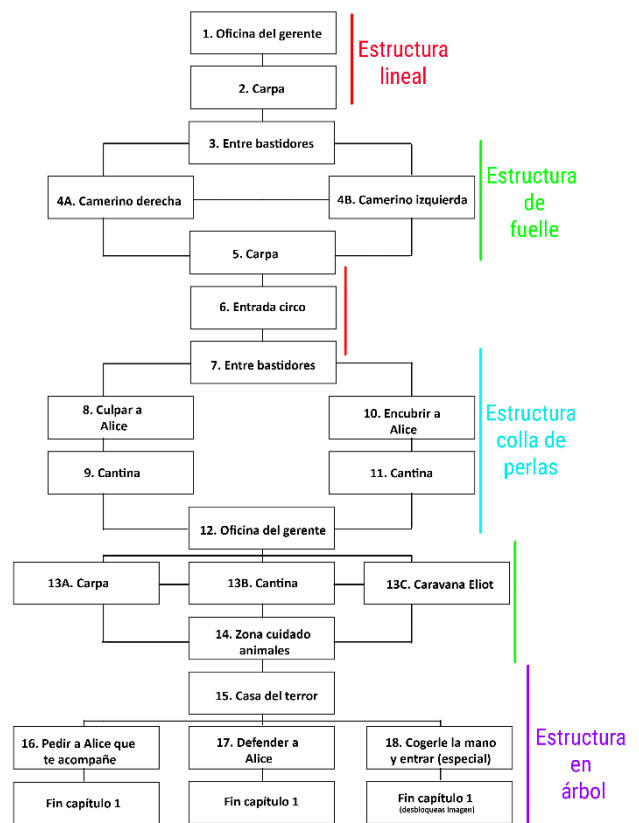 1. Oficina del gerente
Estructura
lineal
2. Carpa
3. Entre bastidores
4A. Camerino derecha
4B. Camerino izquierda
Estructura
de
fuelle
5. Carpa
6. Entrada circo
7. Entre bastidores
8. Culpar a
Alice
10. Encubrir a
Alice
Estructura
colla de
perlas
9. Cantina
11. Cantina
12. Oficina del gerente
13A. Carpa
13B. Cantina
13C. Caravana Eliot
14. Zona cuidado
animales
15. Casa del terror
16. Pedir a Alice que
te acompañe
17. Defender a
Alice
18. Cogerle la mano
y entrar (especial)
Estructura
en
árbol
Fin capítulo 1
Fin capítulo 1
Fin capítulo 1
(desbloqueas imagen)